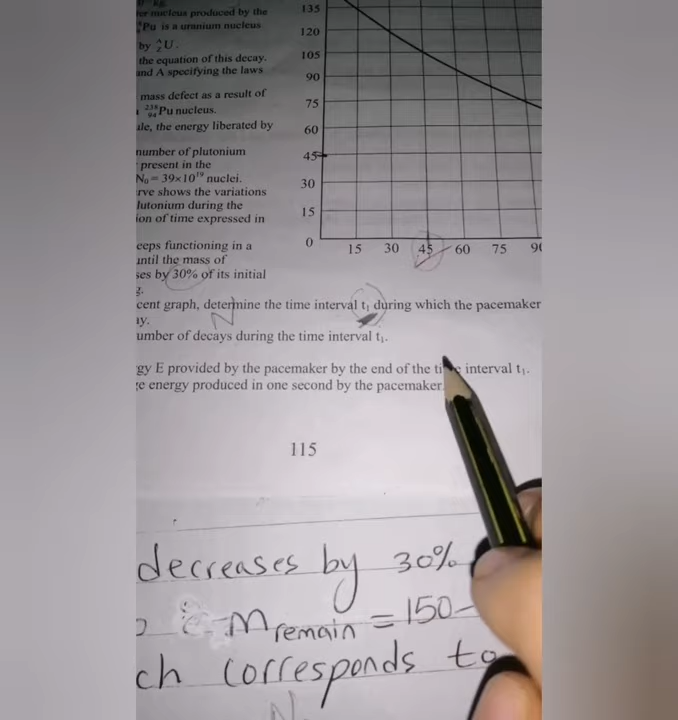 er nucleus produced by the
Pu is a uranium nucleus
by ᴬ_ZU.
the equation of this decay.
and A specifying the laws
mass defect as a result of
²³⁸₉₄Pu nucleus.
ule, the energy liberated by
number of plutonium
present in the
N₀ = 39×10¹⁹ nuclei.
rve shows the variations
lutonium during the
ion of time expressed in
eeps functioning in a
until the mass of
ses by 30% of its initial
g.
135
120
105
90
75
60
45
30
15
0
15 30 45 60 75 90
cent graph, determine the time interval t₁ during which the pacemaker
ay.
N
umber of decays during the time interval t₁.
gy E provided by the pacemaker by the end of the interval t₁.
ge energy produced in one second by the pacemaker.
115
decreases by 30%
m remain = 150-
ch corresponds to
N